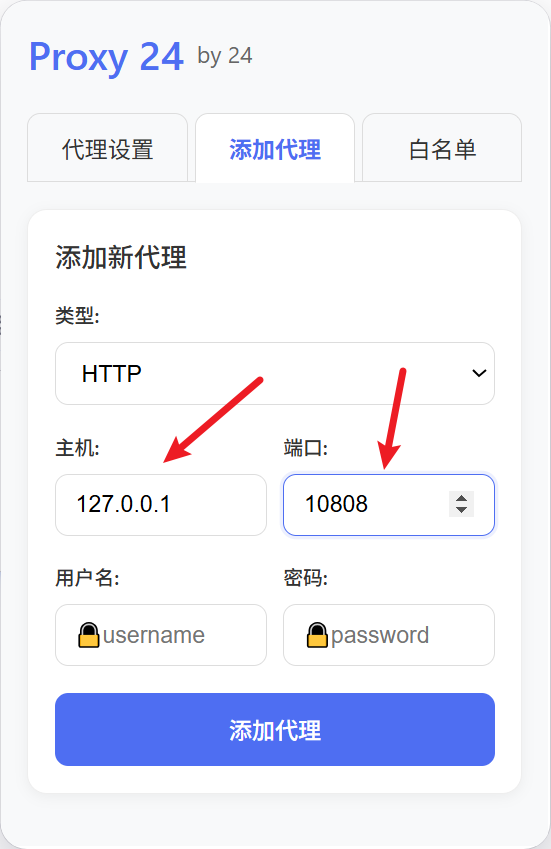 Proxy 24 by 24
代理设置 添加代理 白名单
添加新代理
类型:
HTTP
主机: 端口:
127.0.0.1 10808
用户名: 密码:
🔒username 🔒password
添加代理